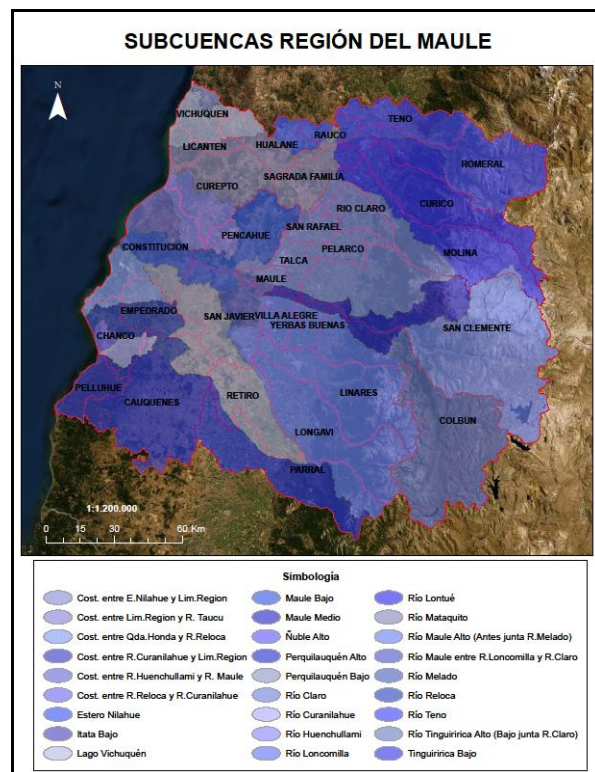 SUBCUENCAS REGIÓN DEL MAULE
N
VICHUQUEN
TENO
RAUCO
HUALANE
LICANTEN
ROMERAL
SAGRADA FAMILIA
CUREPTO
CURICO
RIO CLARO
SAN RAFAEL
PENCAHUE
PELARCO
CONSTITUCION
MOLINA
TALCA
MAULE
EMPEDRADO
SAN JAVIER
VILLA ALEGRE
YERBAS BUENAS
SAN CLEMENTE
CHANCO
PELLUHUE
CAUQUENES
RETIRO
LINARES
COLBUN
LONGAVI
PARRAL
1:1.200.000
0 15 30 60 Km
Simbología
Cost. entre E.Nilahue y Lim.Region
Cost. entre Lim.Region y R. Taucu
Cost. entre Qda.Honda y R.Reloca
Cost. entre R.Curanilahue y Lim.Region
Cost. entre R.Huenchullami y R. Maule
Cost. entre R.Reloca y R.Curanilahue
Estero Nilahue
Itata Bajo
Lago Vichuquén
Maule Bajo
Maule Medio
Ñuble Alto
Perquilauquén Alto
Perquilauquén Bajo
Río Claro
Río Curanilahue
Río Huenchullami
Río Loncomilla
Río Lontué
Río Mataquito
Río Maule Alto (Antes junta R.Melado)
Río Maule entre R.Loncomilla y R.Claro
Río Melado
Río Reloca
Río Teno
Río Tinguiririca Alto (Bajo junta R.Claro)
Tinguiririca Bajo